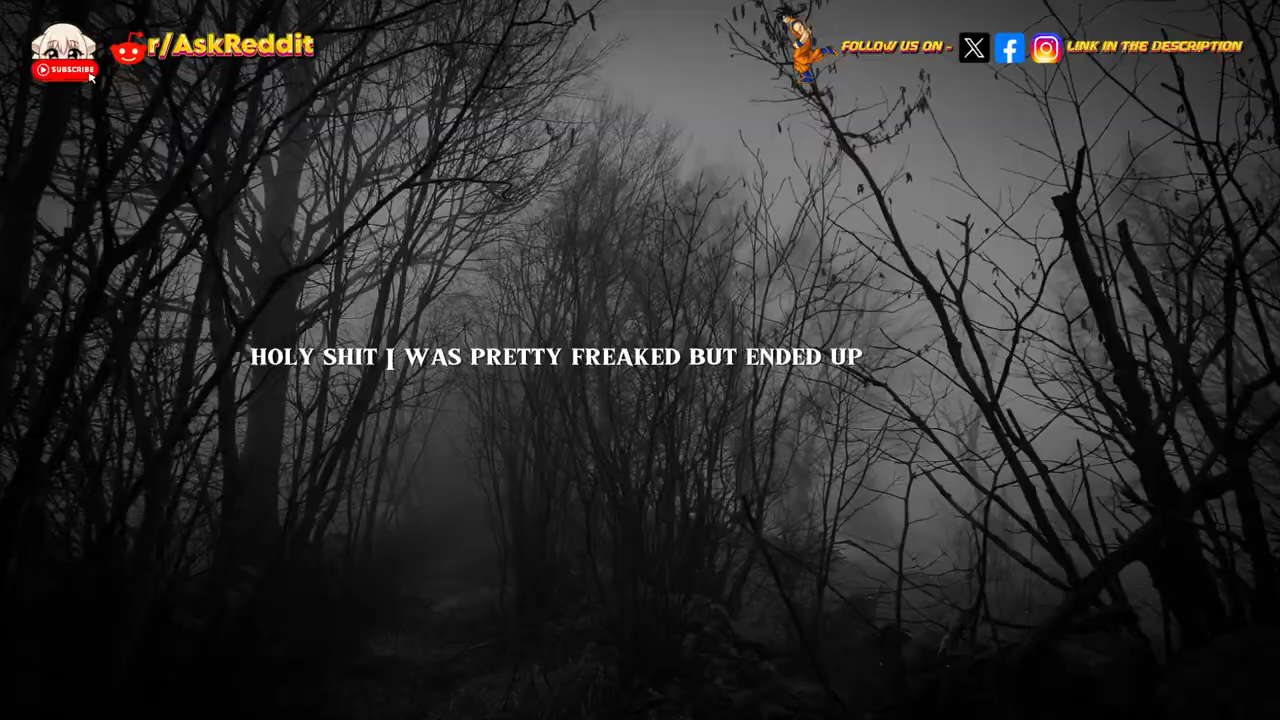 r/AskReddit
SUBSCRIBE
FOLLOW US ON -
LINK IN THE DESCRIPTION
HOLY SHIT I WAS PRETTY FREAKED BUT ENDED UP